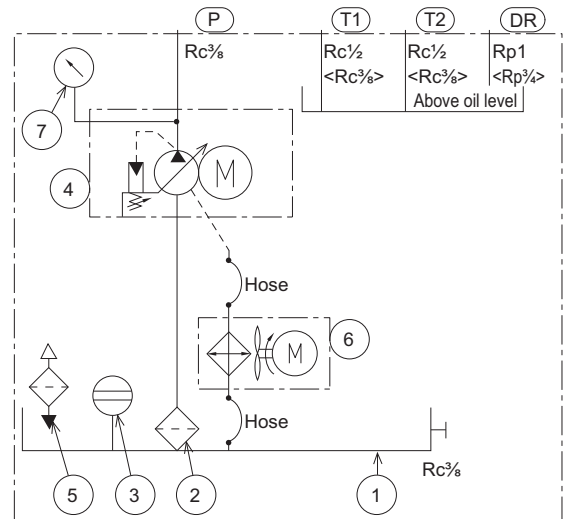 P T1 T2 DR
Rc⅜ Rc½ Rc½ Rp1
<Rc⅜> <Rc⅜> <Rp¾>
Above oil level
7
M
4
Hose
6
M
Hose
Rc⅜
5 3 2 1